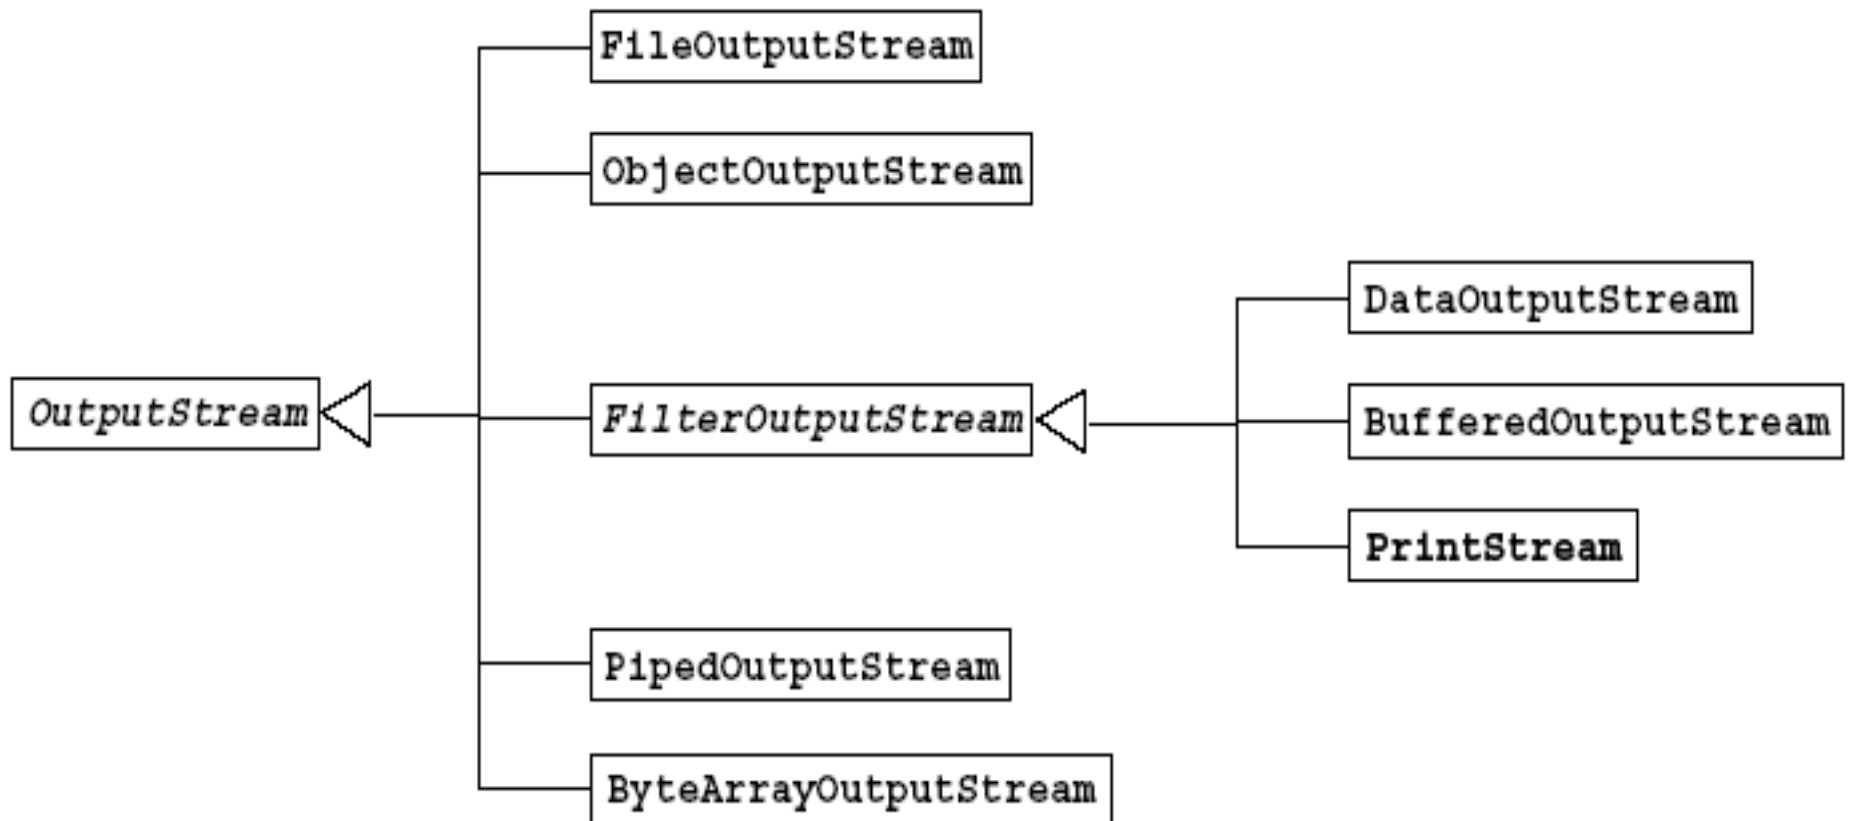 FileOutputStream
ObjectOutputStream
DataOutputStream
OutputStream
FilterOutputStream
BufferedOutputStream
PrintStream
PipedOutputStream
ByteArrayOutputStream